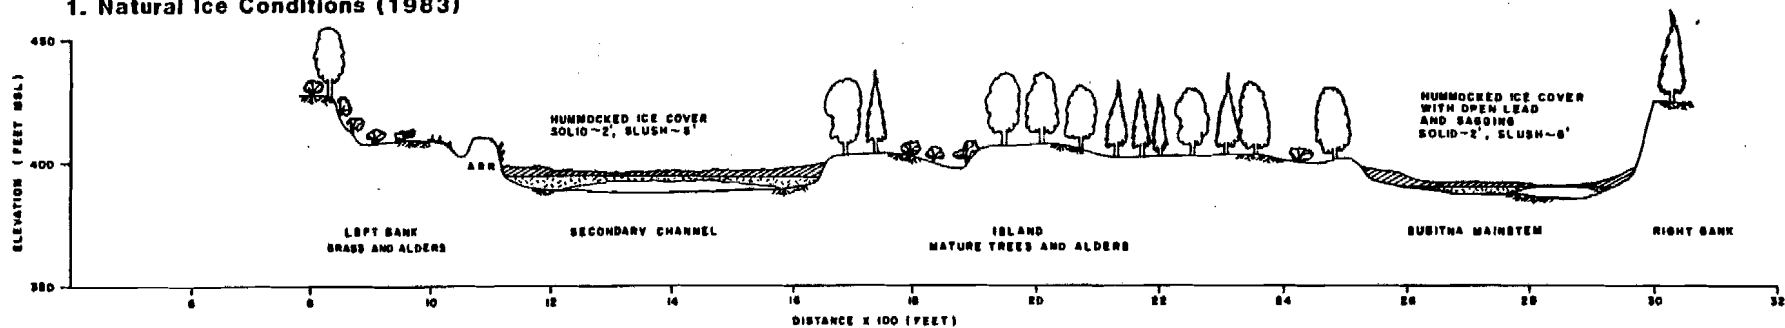 1. Natural Ice Conditions (1983)
450
400
350
ELEVATION (FEET MSL)
HUMMOCKED ICE COVER
SOLID ~2', SLUSH ~5'
HUMMOCKED ICE COVER
WITH OPEN LEAD
AND SAGGING
SOLID ~2', SLUSH ~6'
ARR
LEFT BANK
GRASS AND ALDERS
SECONDARY CHANNEL
ISLAND
MATURE TREES AND ALDERS
SUSITNA MAINSTEM
RIGHT BANK
6 8 10 12 14 16 18 20 22 24 26 28 30 32
DISTANCE X 100 (FEET)